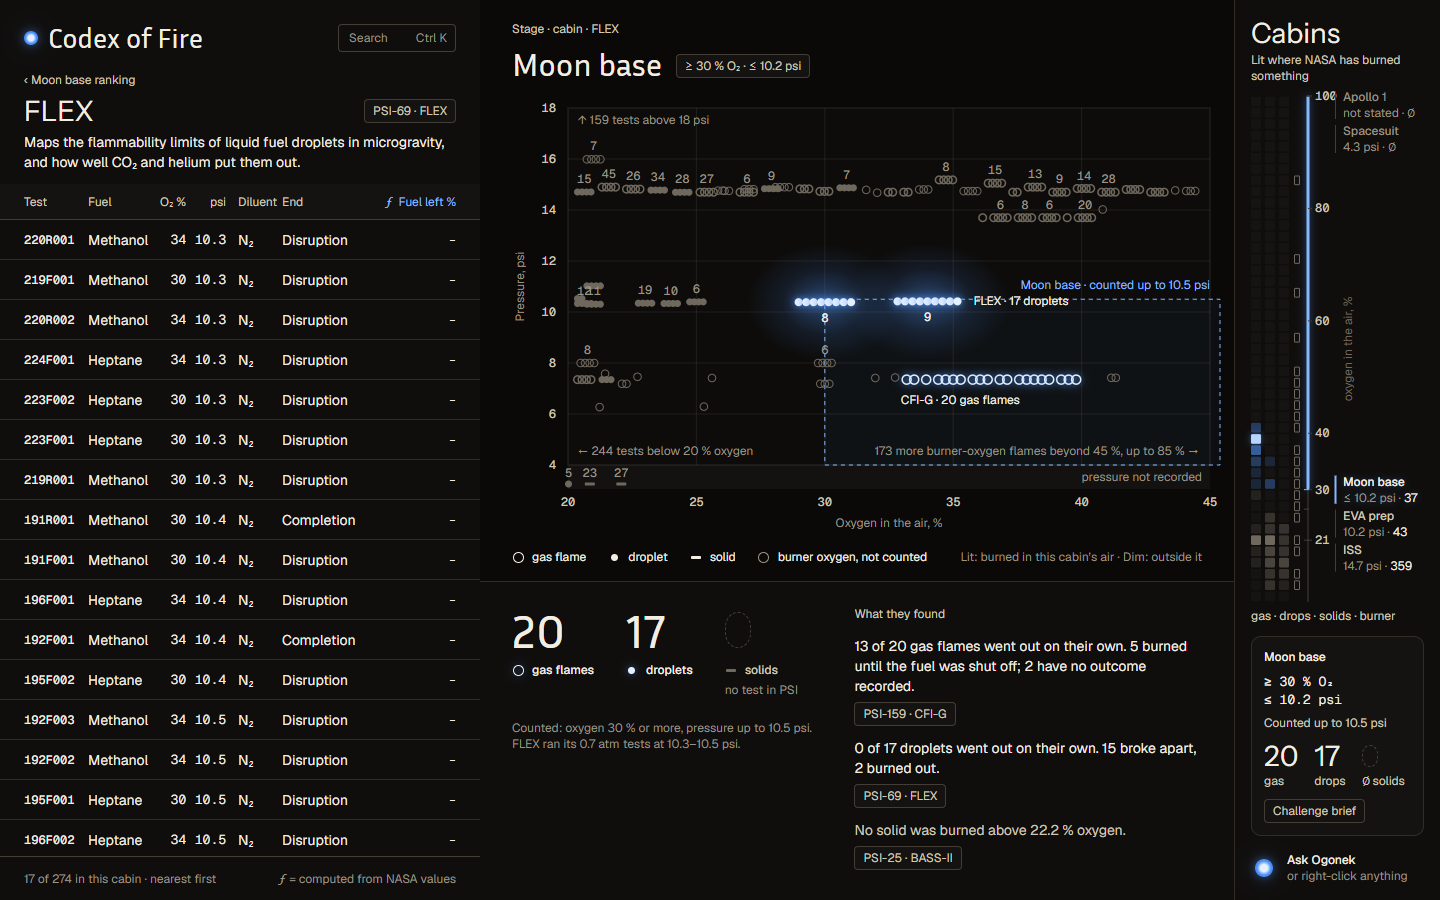 Codex of Fire
Search Ctrl K
‹ Moon base ranking
FLEX
PSI-69 · FLEX
Maps the flammability limits of liquid fuel droplets in microgravity,
and how well CO₂ and helium put them out.
Test Fuel O₂ % psi Diluent End ƒ Fuel left %
220R001 Methanol 34 10.3 N₂ Disruption –
219F001 Methanol 30 10.3 N₂ Disruption –
220R002 Methanol 34 10.3 N₂ Disruption –
224F001 Heptane 34 10.3 N₂ Disruption –
223F002 Heptane 30 10.3 N₂ Disruption –
223F001 Heptane 30 10.3 N₂ Disruption –
219R001 Methanol 30 10.3 N₂ Disruption –
191R001 Methanol 30 10.4 N₂ Completion –
191F001 Methanol 30 10.4 N₂ Disruption –
196F001 Heptane 34 10.4 N₂ Disruption –
192F001 Methanol 34 10.4 N₂ Completion –
195F002 Heptane 30 10.4 N₂ Disruption –
192F003 Methanol 34 10.5 N₂ Disruption –
192F002 Methanol 34 10.5 N₂ Disruption –
195F001 Heptane 30 10.5 N₂ Disruption –
196F002 Heptane 34 10.5 N₂ Disruption –
17 of 274 in this cabin · nearest first
ƒ = computed from NASA values
Stage · cabin · FLEX
Moon base
≥ 30 % O₂ · ≤ 10.2 psi
18
↑ 159 tests above 18 psi
7
16
15 45 26 34 28 27 6 9 7 8 15 13 9 14 28
14
6 8 6 20
12
Pressure, psi
Moon base · counted up to 10.5 psi
19 10 6
FLEX · 17 droplets
10
8 9
8
8 6
CFI-G · 20 gas flames
6
← 244 tests below 20 % oxygen
173 more burner-oxygen flames beyond 45 %, up to 85 % →
4
5 23 27
pressure not recorded
20 25 30 35 40 45
Oxygen in the air, %
gas flame droplet solid burner oxygen, not counted
Lit: burned in this cabin's air · Dim: outside it
20 gas flames
17 droplets
solids
no test in PSI
Counted: oxygen 30 % or more, pressure up to 10.5 psi.
FLEX ran its 0.7 atm tests at 10.3–10.5 psi.
What they found
13 of 20 gas flames went out on their own. 5 burned
until the fuel was shut off; 2 have no outcome
recorded.
PSI-159 · CFI-G
0 of 17 droplets went out on their own. 15 broke apart,
2 burned out.
PSI-69 · FLEX
No solid was burned above 22.2 % oxygen.
PSI-25 · BASS-II
Cabins
Lit where NASA has burned
something
100
Apollo 1
not stated · Ø
Spacesuit
4.3 psi · Ø
80
60
oxygen in the air, %
40
30
Moon base
≤ 10.2 psi · 37
EVA prep
10.2 psi · 43
21
ISS
14.7 psi · 359
gas · drops · solids · burner
Moon base
≥ 30 % O₂
≤ 10.2 psi
Counted up to 10.5 psi
20 gas
17 drops
Ø solids
Challenge brief
Ask Ogonek
or right-click anything